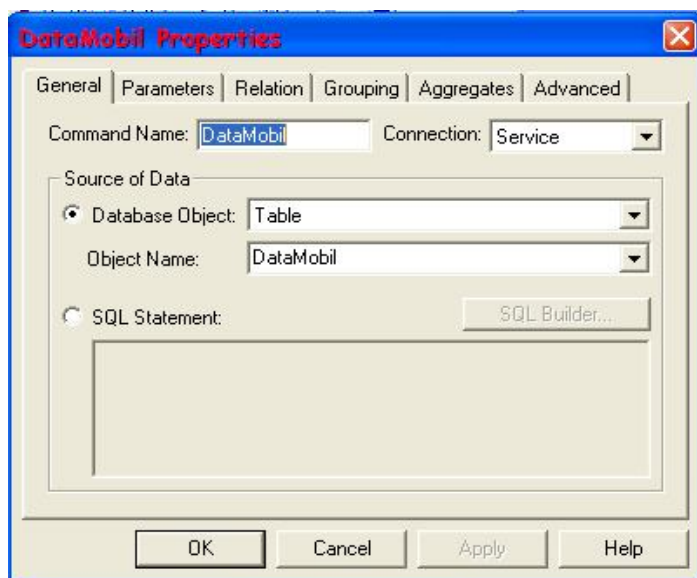 DataMobil Properties
General Parameters Relation Grouping Aggregates Advanced
Command Name: DataMobil Connection: Service
Source of Data
Database Object: Table
Object Name: DataMobil
SQL Statement: SQL Builder...
OK Cancel Apply Help